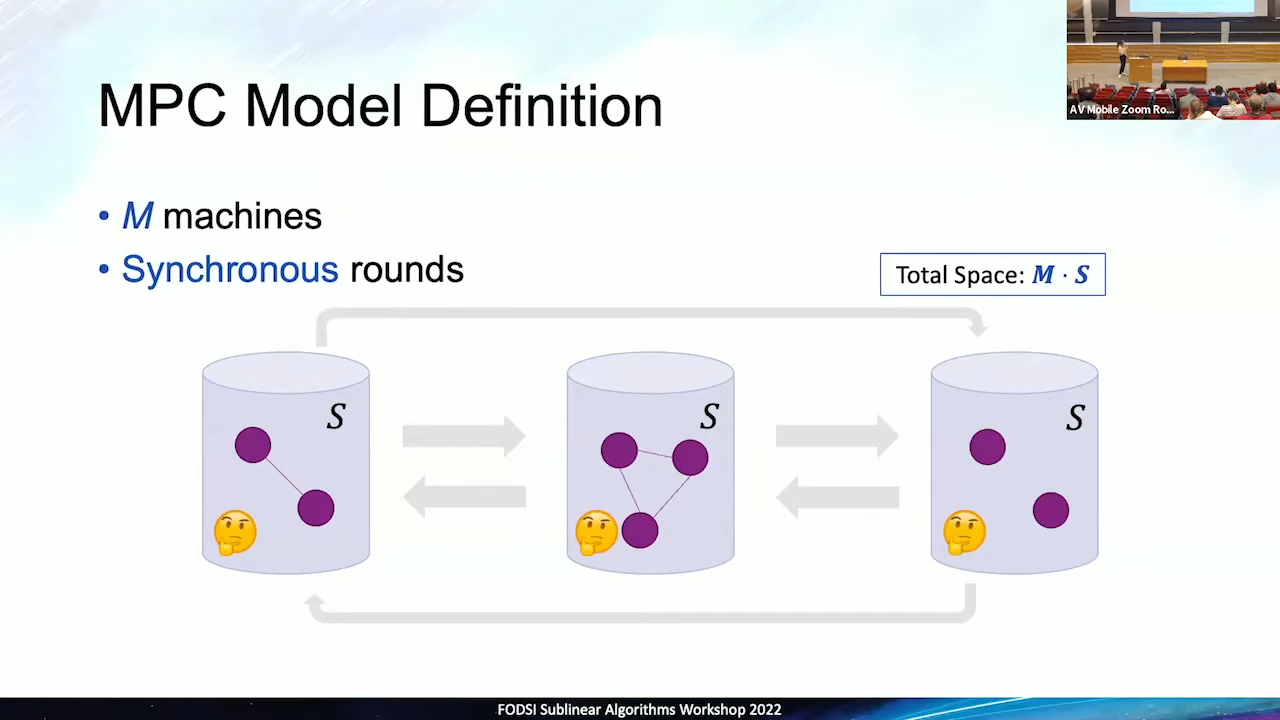 MPC Model Definition
AV Mobile Zoom Ro...
• M machines
• Synchronous rounds
Total Space: M · S
S
S
S
FODSI Sublinear Algorithms Workshop 2022